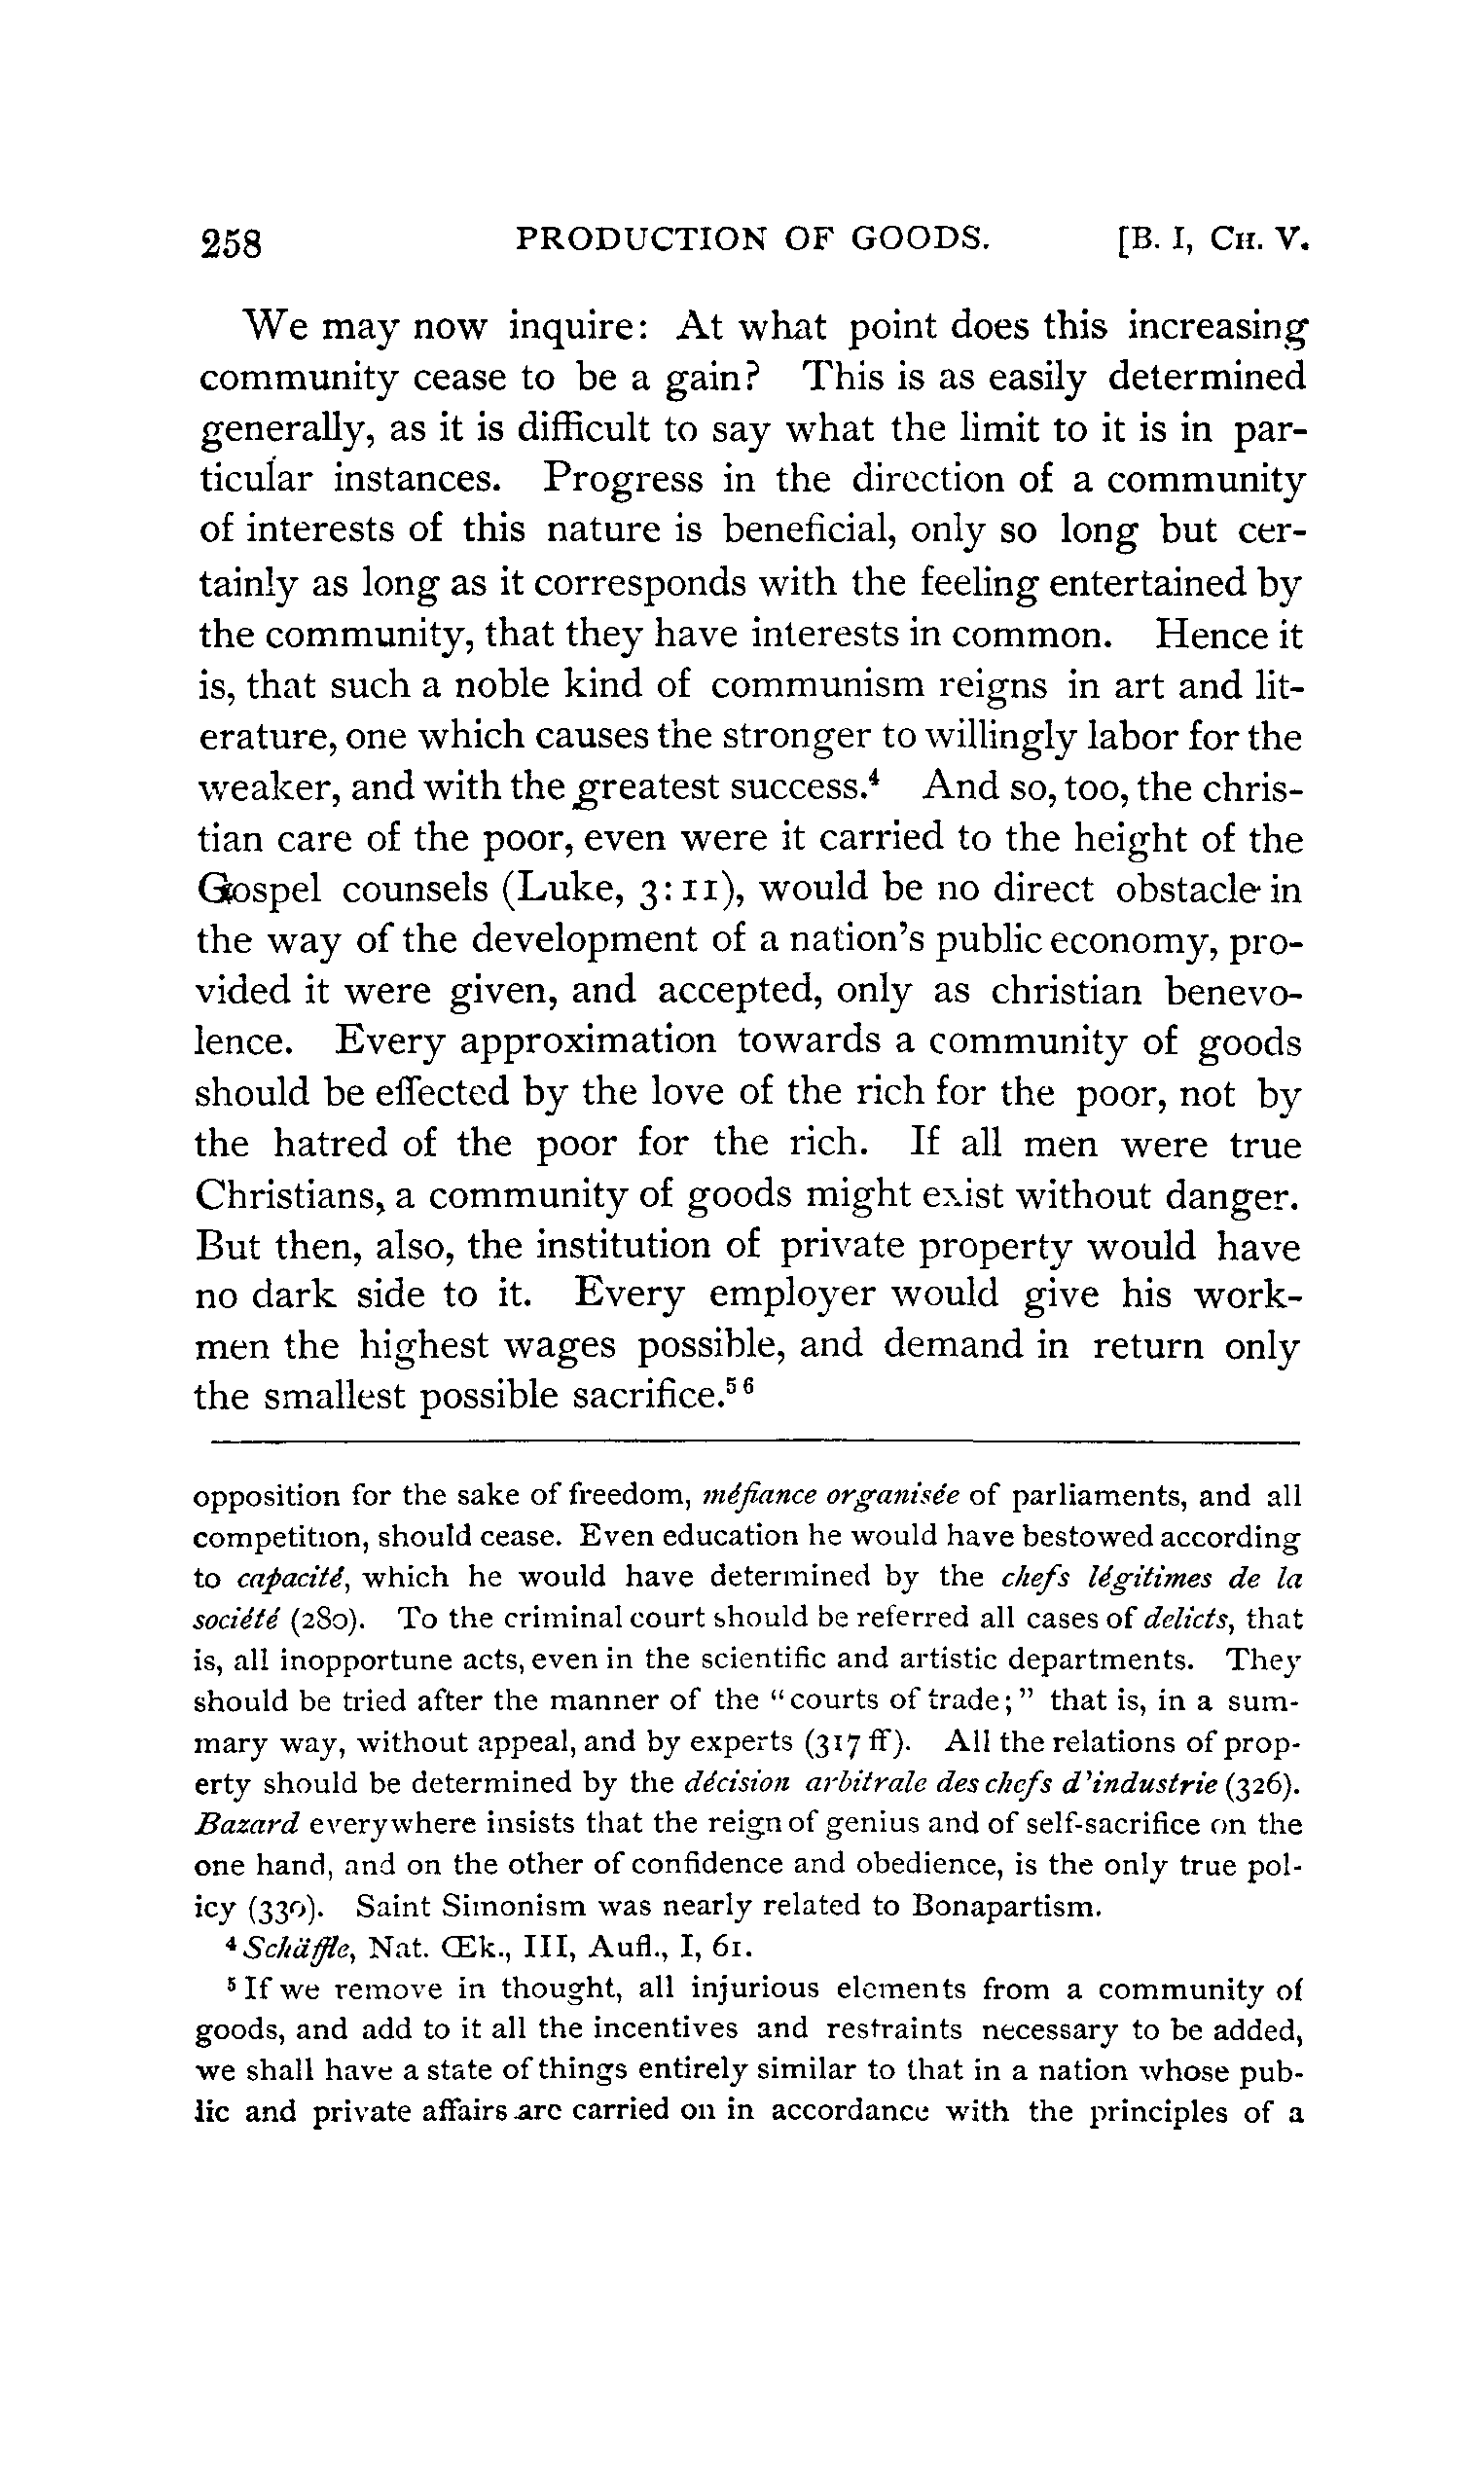 258 PRODUCTION OF GOODS. [B. I, CH. V.
We may now inquire: At what point does this increasing
community cease to be a gain? This is as easily determined
generally, as it is difficult to say what the limit to it is in par-
ticular instances. Progress in the direction of a community
of interests of this nature is beneficial, only so long but cer-
tainly as long as it corresponds with the feeling entertained by
the community, that they have interests in common. Hence it
is, that such a noble kind of communism reigns in art and lit-
erature, one which causes the stronger to willingly labor for the
weaker, and with the greatest success.⁴ And so, too, the chris-
tian care of the poor, even were it carried to the height of the
Gospel counsels (Luke, 3:11), would be no direct obstacle in
the way of the development of a nation's public economy, pro-
vided it were given, and accepted, only as christian benevo-
lence. Every approximation towards a community of goods
should be effected by the love of the rich for the poor, not by
the hatred of the poor for the rich. If all men were true
Christians, a community of goods might exist without danger.
But then, also, the institution of private property would have
no dark side to it. Every employer would give his work-
men the highest wages possible, and demand in return only
the smallest possible sacrifice.⁵ ⁶
opposition for the sake of freedom, méfiance organisée of parliaments, and all
competition, should cease. Even education he would have bestowed according
to capacité, which he would have determined by the chefs légitimes de la
société (280). To the criminal court should be referred all cases of delicts, that
is, all inopportune acts, even in the scientific and artistic departments. They
should be tried after the manner of the "courts of trade;" that is, in a sum-
mary way, without appeal, and by experts (317 ff). All the relations of prop-
erty should be determined by the décision arbitrale des chefs d'industrie (326).
Bazard everywhere insists that the reign of genius and of self-sacrifice on the
one hand, and on the other of confidence and obedience, is the only true pol-
icy (330). Saint Simonism was nearly related to Bonapartism.
⁴ Schäffle, Nat. Œk., III, Aufl., I, 61.
⁵ If we remove in thought, all injurious elements from a community of
goods, and add to it all the incentives and restraints necessary to be added,
we shall have a state of things entirely similar to that in a nation whose pub-
lic and private affairs are carried on in accordance with the principles of a